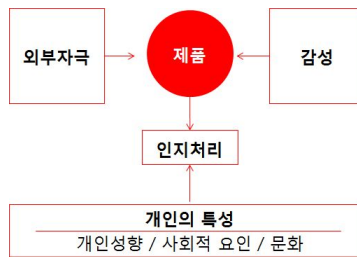 외부자극
제품
감성
인지처리
개인의 특성
개인성향 / 사회적 요인 / 문화